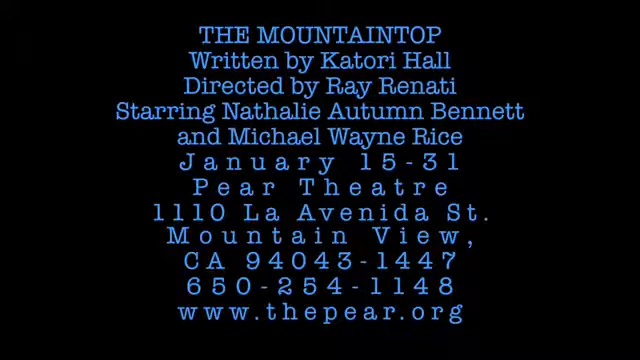 THE MOUNTAINTOP
Written by Katori Hall
Directed by Ray Renati
Starring Nathalie Autumn Bennett
and Michael Wayne Rice
January 15-31
Pear Theatre
1110 La Avenida St.
Mountain View,
CA 94043-1447
650-254-1148
www.thepear.org